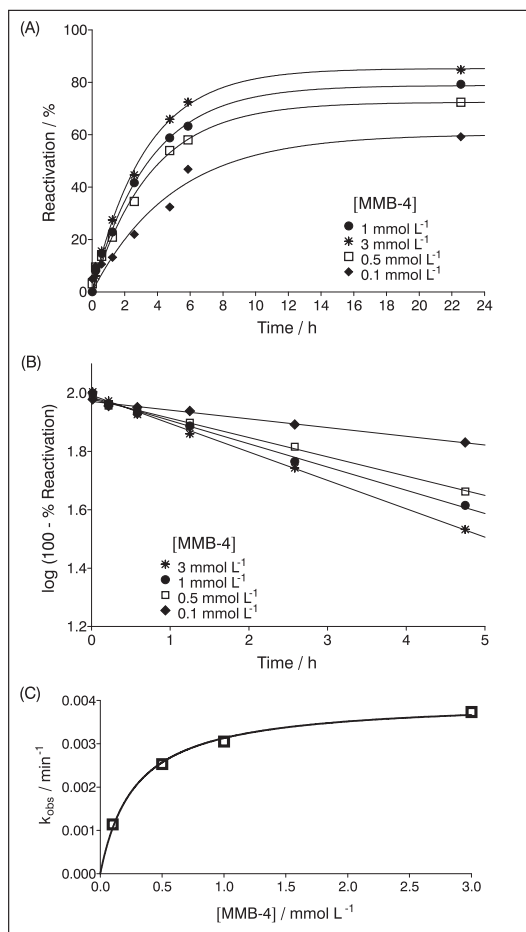 (A)
Reactivation / %
100
80
60
40
20
0
[MMB-4]
1 mmol L⁻¹
3 mmol L⁻¹
0.5 mmol L⁻¹
0.1 mmol L⁻¹
0 2 4 6 8 10 12 14 16 18 20 22 24
Time / h
(B)
log (100 - % Reactivation)
2.0
1.8
1.6
1.4
1.2
[MMB-4]
3 mmol L⁻¹
1 mmol L⁻¹
0.5 mmol L⁻¹
0.1 mmol L⁻¹
0 1 2 3 4 5
Time / h
(C)
k_obs / min⁻¹
0.004
0.003
0.002
0.001
0.000
0.0 0.5 1.0 1.5 2.0 2.5 3.0
[MMB-4] / mmol L⁻¹